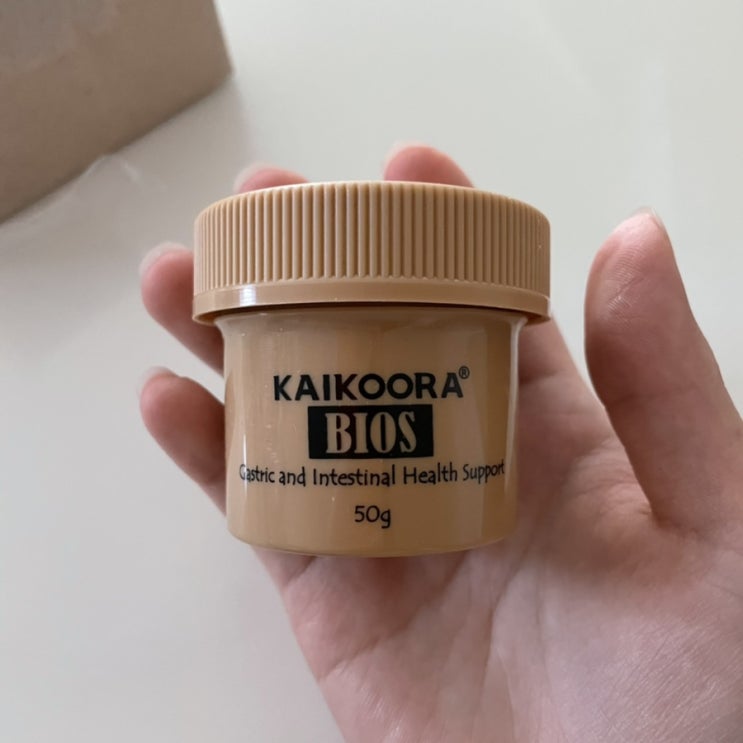 KAIKOORA®
BIOS
Gastric and Intestinal Health Support
50g